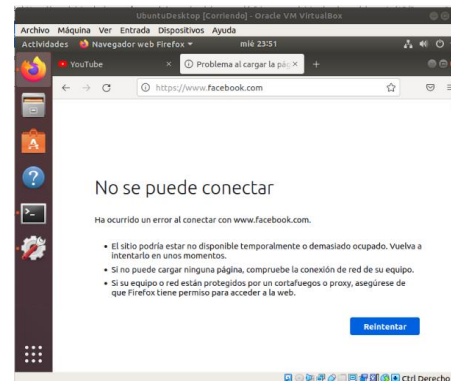 UbuntuDesktop [Corriendo] - Oracle VM VirtualBox
Archivo Máquina Ver Entrada Dispositivos Ayuda
Actividades Navegador web Firefox mié 23:51
YouTube × Problema al cargar la pág × +
https://www.facebook.com
No se puede conectar
Ha ocurrido un error al conectar con www.facebook.com.
• El sitio podría estar no disponible temporalmente o demasiado ocupado. Vuelva a
intentarlo en unos momentos.
• Si no puede cargar ninguna página, compruebe la conexión de red de su equipo.
• Si su equipo o red están protegidos por un cortafuegos o proxy, asegúrese de
que Firefox tiene permiso para acceder a la web.
Reintentar
Ctrl Derecho